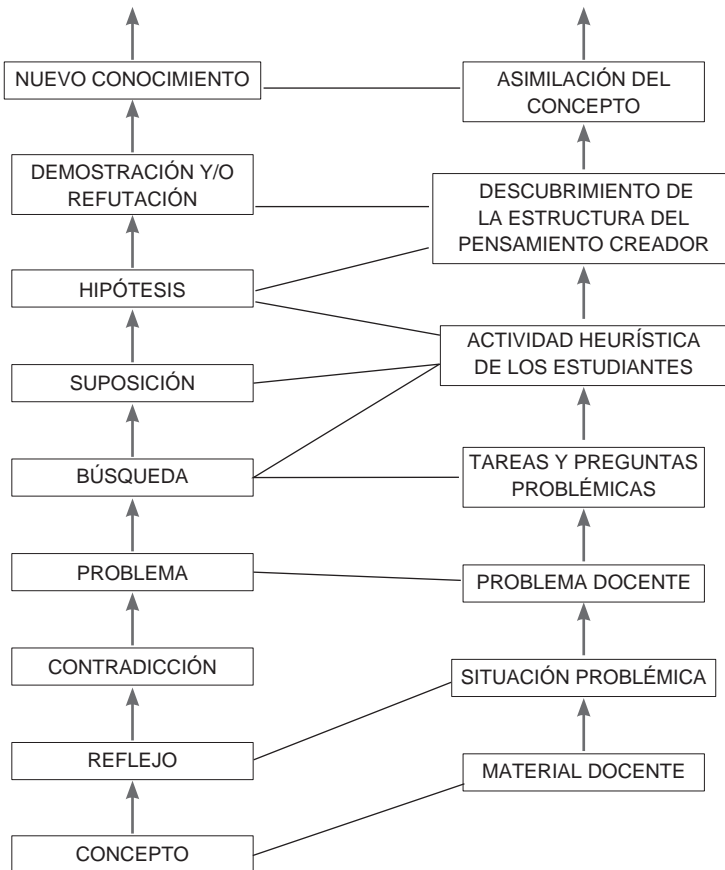 NUEVO CONOCIMIENTO
ASIMILACIÓN DEL
CONCEPTO
DEMOSTRACIÓN Y/O
REFUTACIÓN
DESCUBRIMIENTO DE
LA ESTRUCTURA DEL
PENSAMIENTO CREADOR
HIPÓTESIS
ACTIVIDAD HEURÍSTICA
DE LOS ESTUDIANTES
SUPOSICIÓN
BÚSQUEDA
TAREAS Y PREGUNTAS
PROBLÉMICAS
PROBLEMA
PROBLEMA DOCENTE
CONTRADICCIÓN
SITUACIÓN PROBLÉMICA
REFLEJO
MATERIAL DOCENTE
CONCEPTO